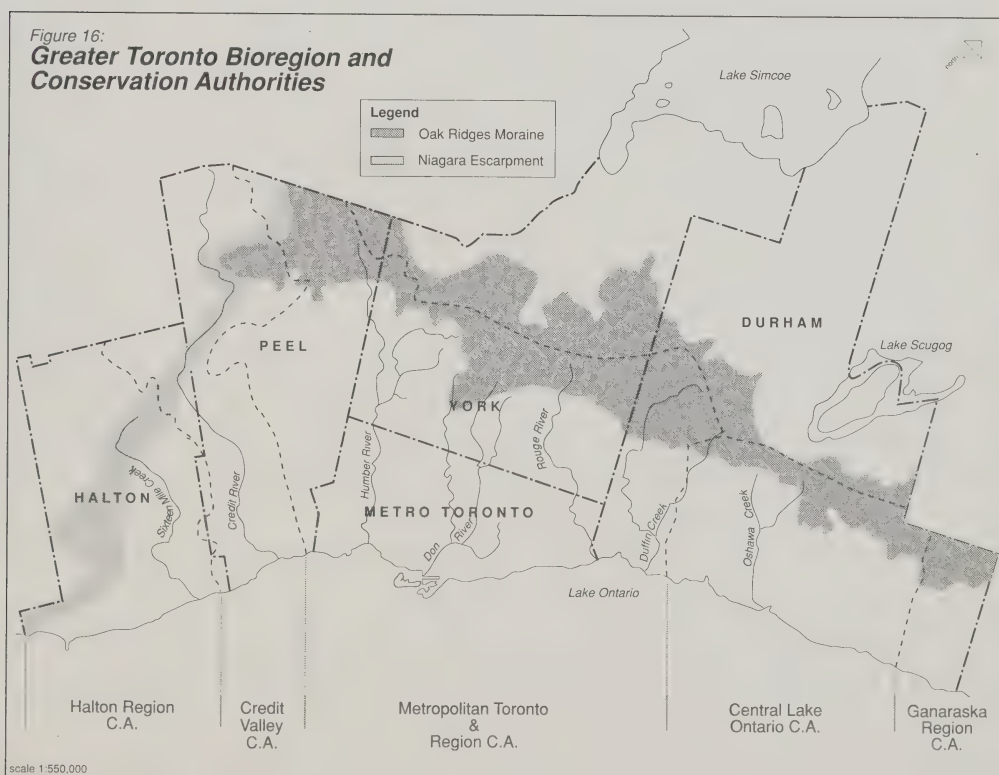 Figure 16:
Greater Toronto Bioregion and
Conservation Authorities
Legend
Oak Ridges Moraine
Niagara Escarpment
Lake Simcoe
DURHAM
Lake Scugog
PEEL
YORK
HALTON
METRO TORONTO
Sixteen Mile Creek
Credit River
Humber River
Don River
Rouge River
Duffin Creek
Oshawa Creek
Lake Ontario
Halton Region
C.A.
Credit
Valley
C.A.
Metropolitan Toronto
&
Region C.A.
Central Lake
Ontario C.A.
Ganaraska
Region
C.A.
scale 1:550,000